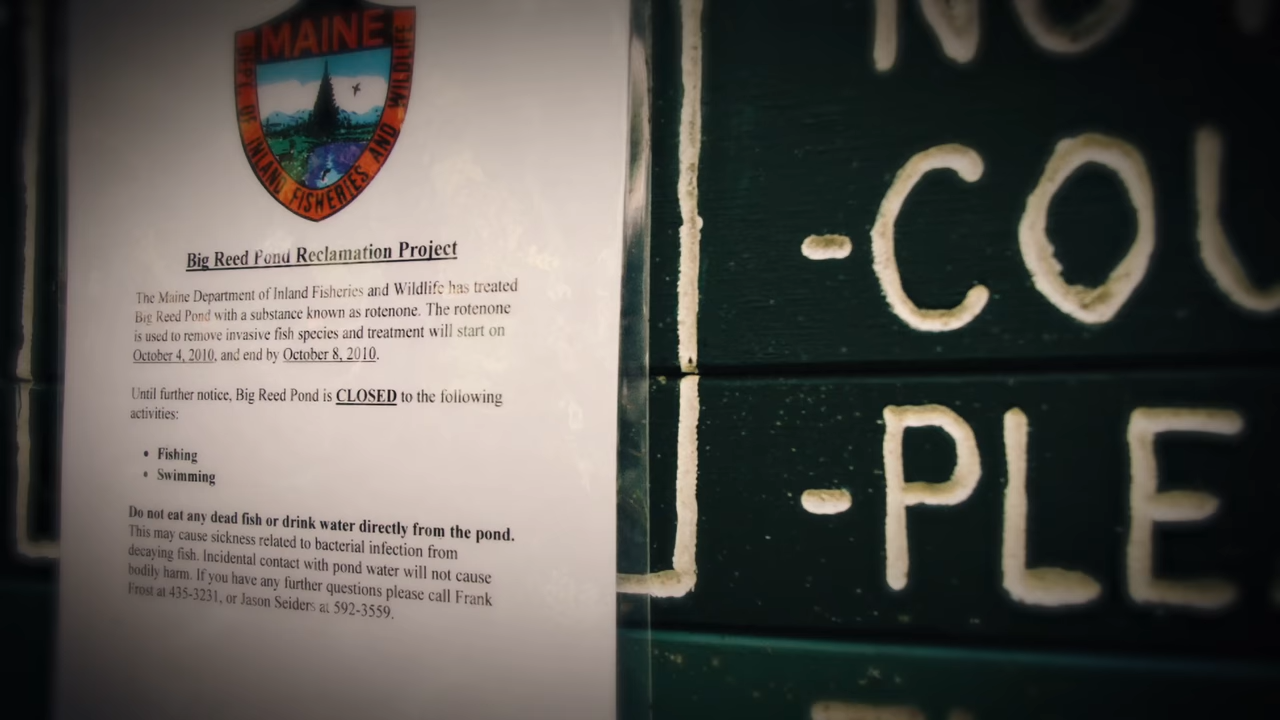 MAINE
DEPT. OF INLAND FISHERIES AND WILDLIFE
Big Reed Pond Reclamation Project
The Maine Department of Inland Fisheries and Wildlife has treated
Big Reed Pond with a substance known as rotenone. The rotenone
is used to remove invasive fish species and treatment will start on
October 4, 2010, and end by October 8, 2010.
Until further notice, Big Reed Pond is CLOSED to the following
activities:
• Fishing
• Swimming
Do not eat any dead fish or drink water directly from the pond.
This may cause sickness related to bacterial infection from
decaying fish. Incidental contact with pond water will not cause
bodily harm. If you have any further questions please call Frank
Frost at 435-3231, or Jason Seiders at 592-3559.
NO
-COU
-PLE